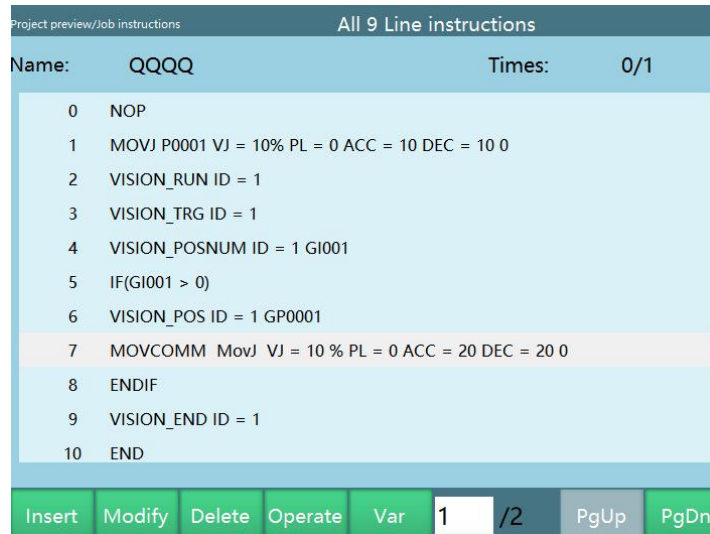 Project preview/Job instructions All 9 Line instructions
Name: QQQQ Times: 0/1
0 NOP
1 MOVJ P0001 VJ = 10% PL = 0 ACC = 10 DEC = 10 0
2 VISION_RUN ID = 1
3 VISION_TRG ID = 1
4 VISION_POSNUM ID = 1 GI001
5 IF(GI001 > 0)
6 VISION_POS ID = 1 GP0001
7 MOVCOMM MovJ VJ = 10 % PL = 0 ACC = 20 DEC = 20 0
8 ENDIF
9 VISION_END ID = 1
10 END
Insert Modify Delete Operate Var 1 /2 PgUp PgDn